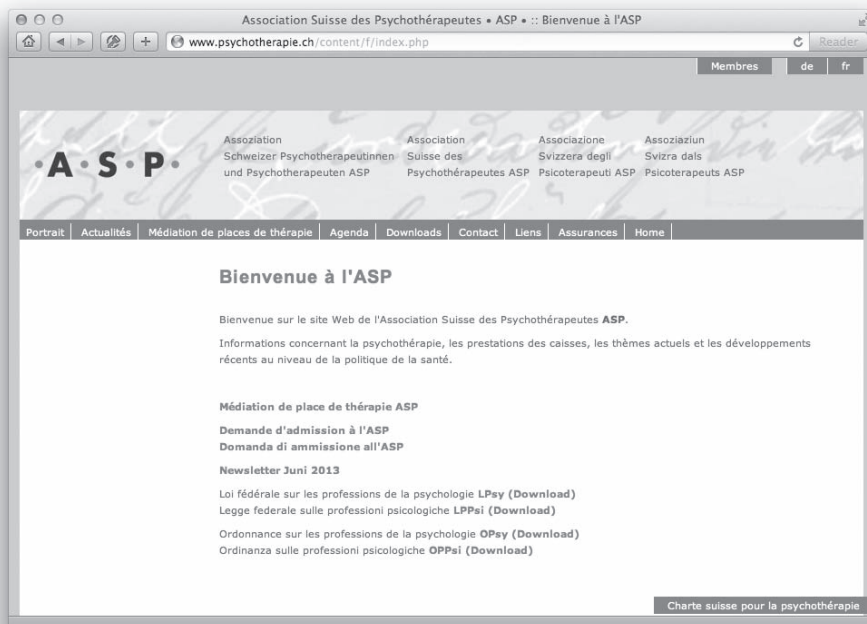 Association Suisse des Psychothérapeutes • ASP • :: Bienvenue à l'ASP
www.psychotherapie.ch/content/f/index.php
Reader
Membres de fr
·A·S·P·
Assoziation
Schweizer Psychotherapeutinnen
und Psychotherapeuten ASP
Association
Suisse des
Psychothérapeutes ASP
Associazione
Svizzera degli
Psicoterapeuti ASP
Assoziaziun
Svizra dals
Psicoterapeuts ASP
Portrait Actualités Médiation de places de thérapie Agenda Downloads Contact Liens Assurances Home
Bienvenue à l'ASP
Bienvenue sur le site Web de l'Association Suisse des Psychothérapeutes ASP.
Informations concernant la psychothérapie, les prestations des caisses, les thèmes actuels et les développements
récents au niveau de la politique de la santé.
Médiation de place de thérapie ASP
Demande d'admission à l'ASP
Domanda di ammissione all'ASP
Newsletter Juni 2013
Loi fédérale sur les professions de la psychologie LPsy (Download)
Legge federale sulle professioni psicologiche LPPsi (Download)
Ordonnance sur les professions de la psychologie OPsy (Download)
Ordinanza sulle professioni psicologiche OPPsi (Download)
Charte suisse pour la psychothérapie